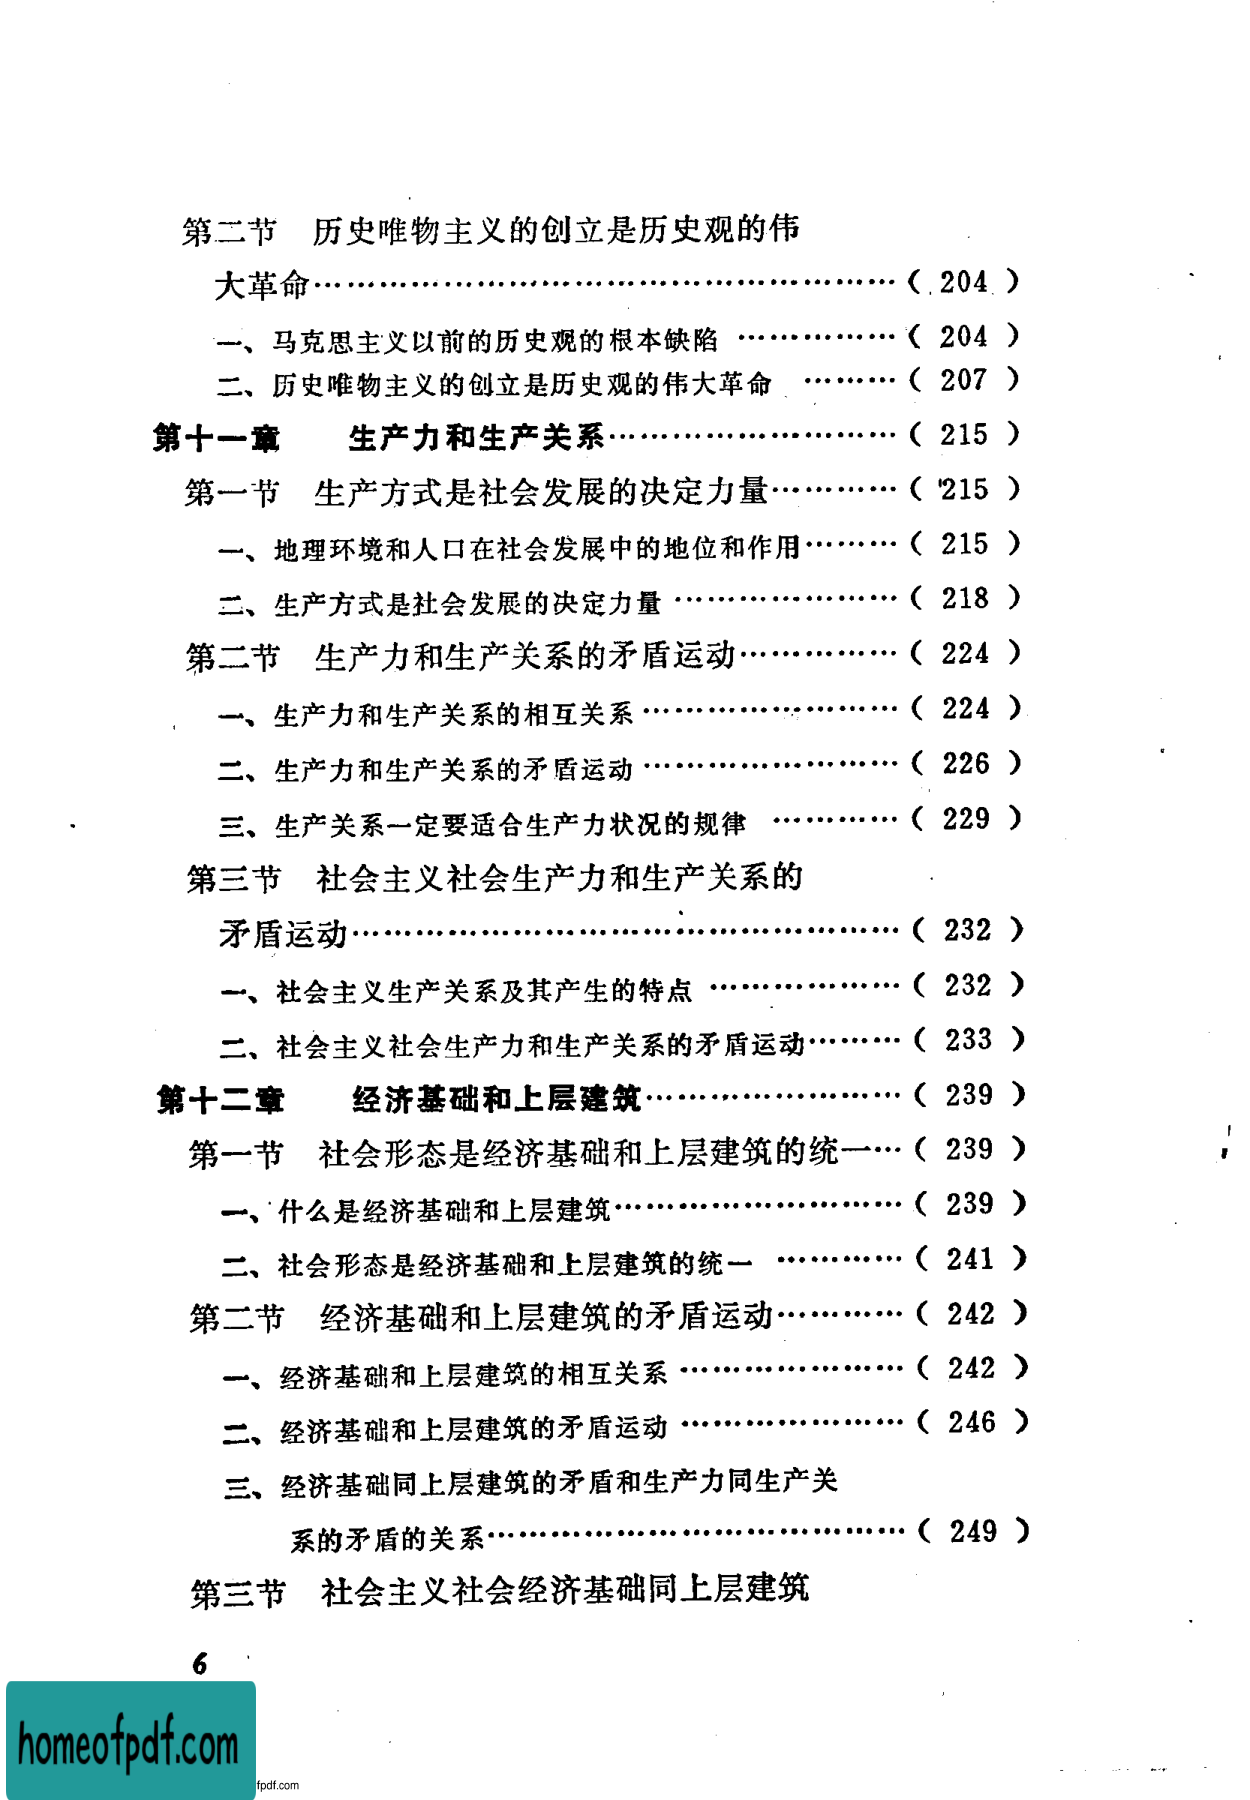 第二节　历史唯物主义的创立是历史观的伟
大革命…………………………………………………（204）
一、马克思主义以前的历史观的根本缺陷 ……………（204）
二、历史唯物主义的创立是历史观的伟大革命 ………（207）
第十一章　　生产力和生产关系………………………（215）
第一节　生产方式是社会发展的决定力量…………（215）
一、地理环境和人口在社会发展中的地位和作用………（215）
二、生产方式是社会发展的决定力量 …………………（218）
第二节　生产力和生产关系的矛盾运动……………（224）
一、生产力和生产关系的相互关系 ……………………（224）
二、生产力和生产关系的矛盾运动 ……………………（226）
三、生产关系一定要适合生产力状况的规律 …………（229）
第三节　社会主义社会生产力和生产关系的
矛盾运动………………………………………………（232）
一、社会主义生产关系及其产生的特点 ………………（232）
二、社会主义社会生产力和生产关系的矛盾运动………（233）
第十二章　　经济基础和上层建筑……………………（239）
第一节　社会形态是经济基础和上层建筑的统一…（239）
一、什么是经济基础和上层建筑………………………（239）
二、社会形态是经济基础和上层建筑的统一 …………（241）
第二节　经济基础和上层建筑的矛盾运动…………（242）
一、经济基础和上层建筑的相互关系 …………………（242）
二、经济基础和上层建筑的矛盾运动 …………………（246）
三、经济基础同上层建筑的矛盾和生产力同生产关
系的矛盾的关系…………………………………（249）
第三节　社会主义社会经济基础同上层建筑
6
homeofpdf.com
fpdf.com